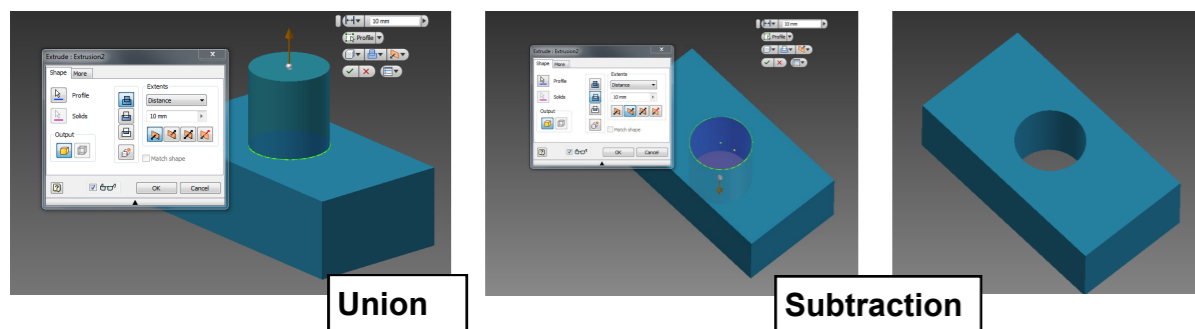 10 mm
Profile
Extrude : Extrusion2
x
Shape More
Profile
Extents
Distance
Solids
10 mm
Output
Match shape
OK Cancel
Union
10 mm
Profile
Extrude : Extrusion2
x
Shape More
Profile
Extents
Distance
Solids
10 mm
Output
Match shape
OK Cancel
Subtraction